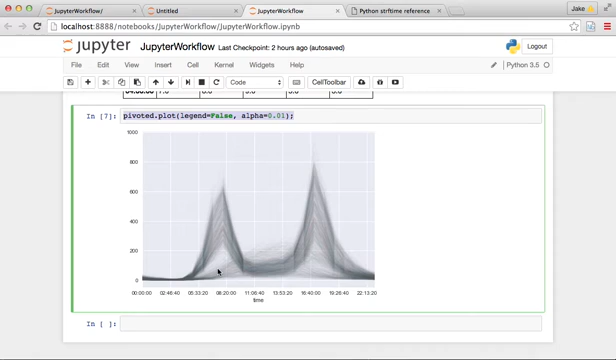 jupyter/
Untitled
JupyterWorkflow
Python strftime reference
Jake
localhost:8888/notebooks/JupyterWorkflow/JupyterWorkflow.ipynb
jupyter JupyterWorkflow Last Checkpoint: 2 hours ago (autosaved)
Logout
File Edit View Insert Cell Kernel Widgets Help
Python 3.5
Code
CellToolbar
In [7]: pivoted.plot(legend=False, alpha=0.01);
1000
800
600
400
200
0
00:00:00 02:46:40 05:33:20 08:20:00 11:06:40 13:53:20 16:40:00 19:26:40 22:13:20
time
In [ ]: